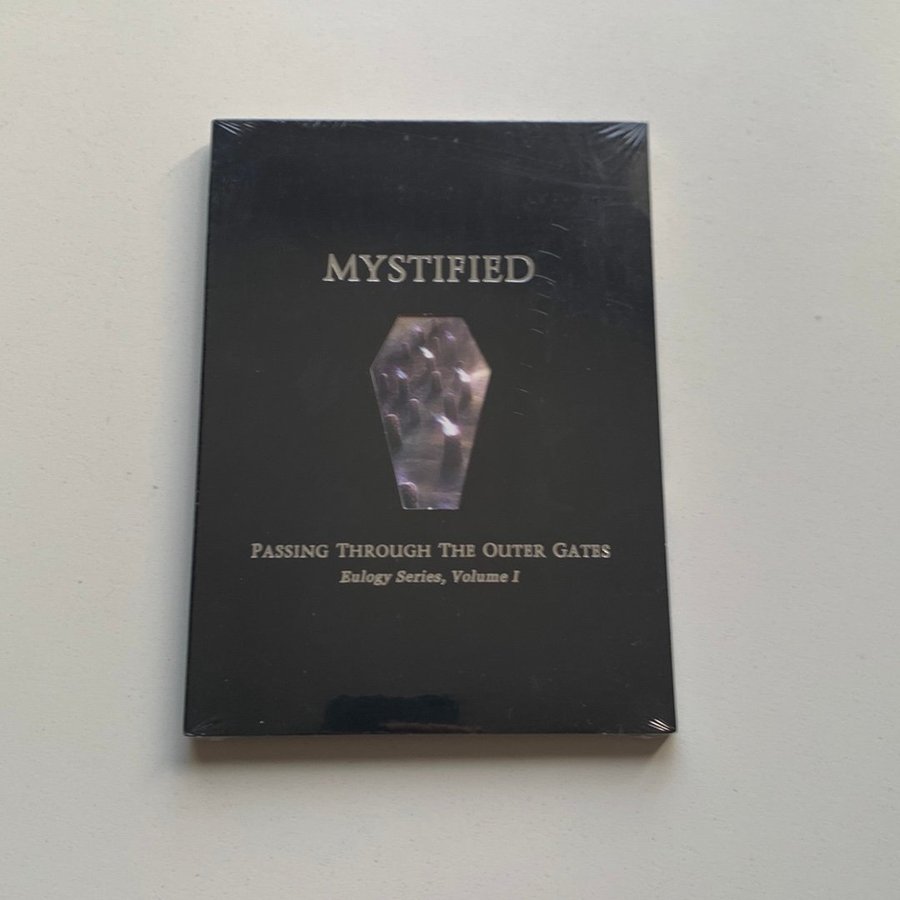 MYSTIFIED
PASSING THROUGH THE OUTER GATES
Eulogy Series, Volume I